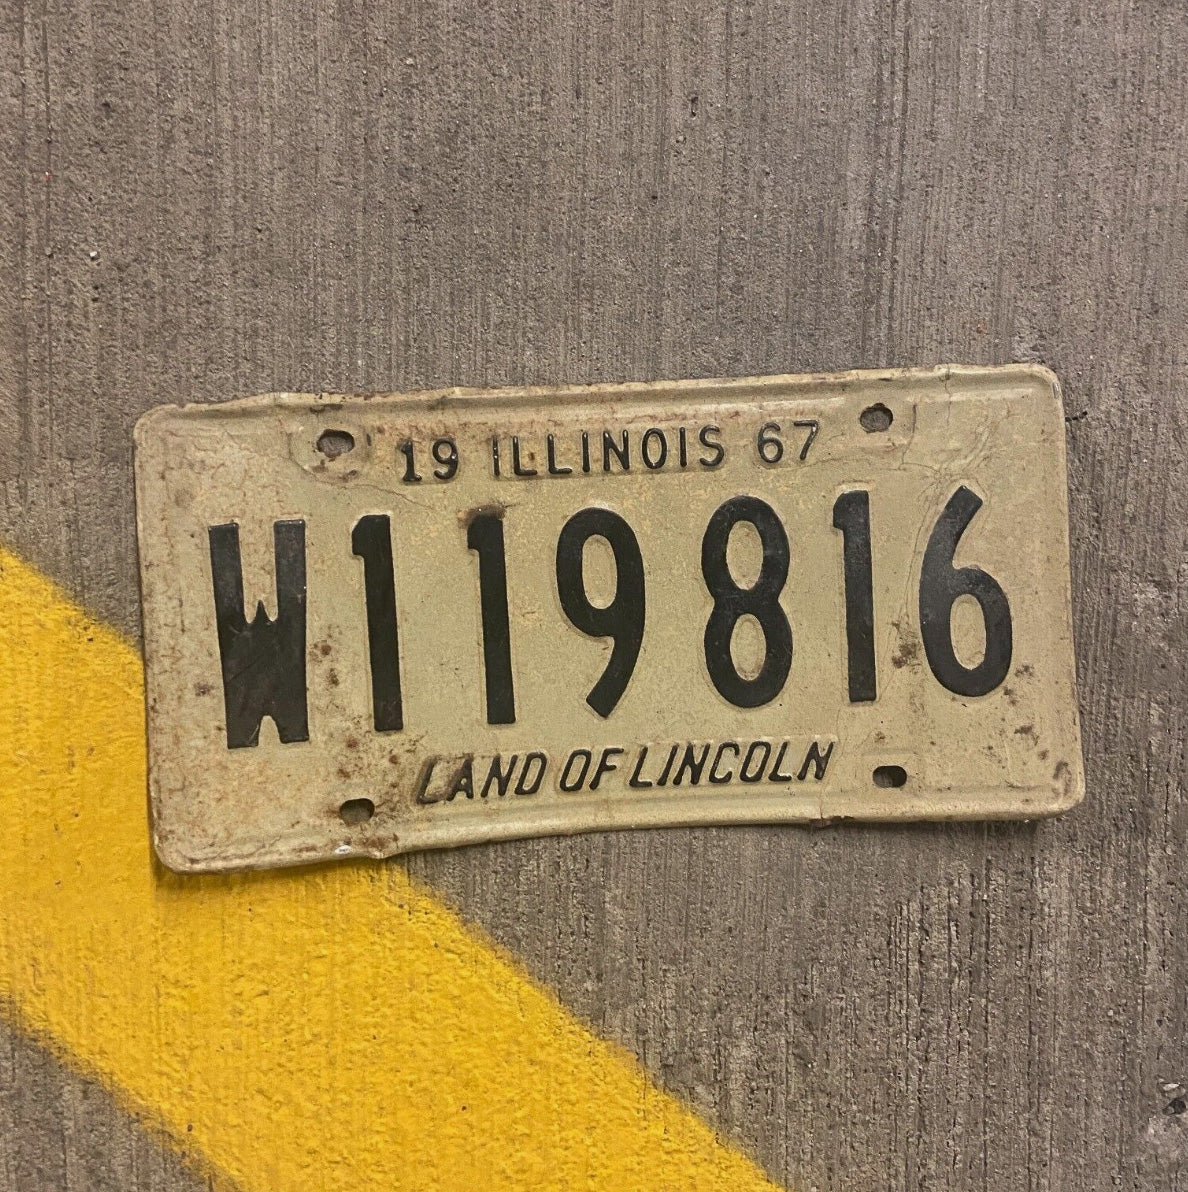 19 ILLINOIS 67
W119816
LAND OF LINCOLN